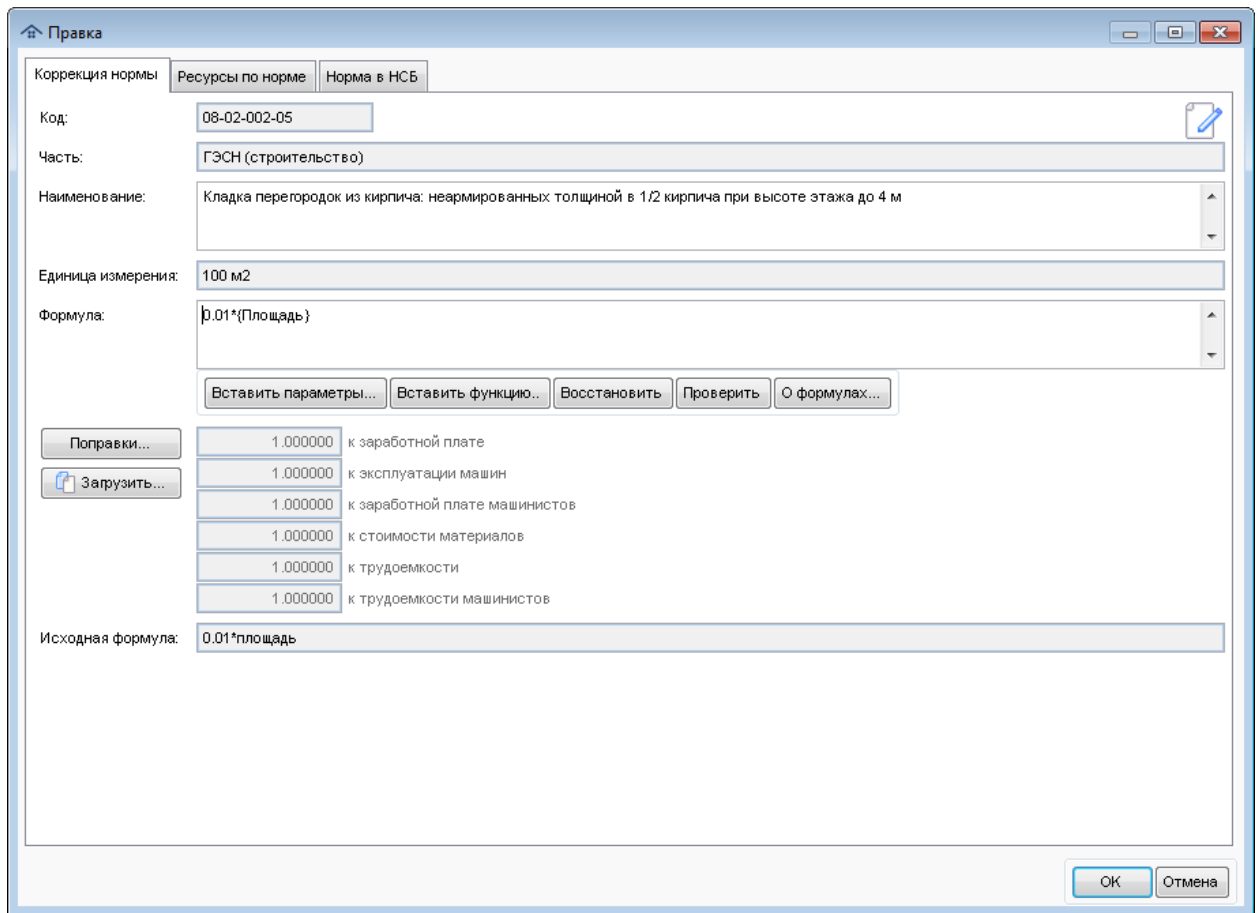 Правка
Коррекция нормы
Ресурсы по норме
Норма в НСБ
Код: 08-02-002-05
Часть: ГЭСН (строительство)
Наименование: Кладка перегородок из кирпича: неармированных толщиной в 1/2 кирпича при высоте этажа до 4 м
Единица измерения: 100 м2
Формула: 0.01*{Площадь}
Вставить параметры... Вставить функцию.. Восстановить Проверить О формулах...
Поправки... 1.000000 к заработной плате
Загрузить... 1.000000 к эксплуатации машин
1.000000 к заработной плате машинистов
1.000000 к стоимости материалов
1.000000 к трудоемкости
1.000000 к трудоемкости машинистов
Исходная формула: 0.01*площадь
ОК Отмена